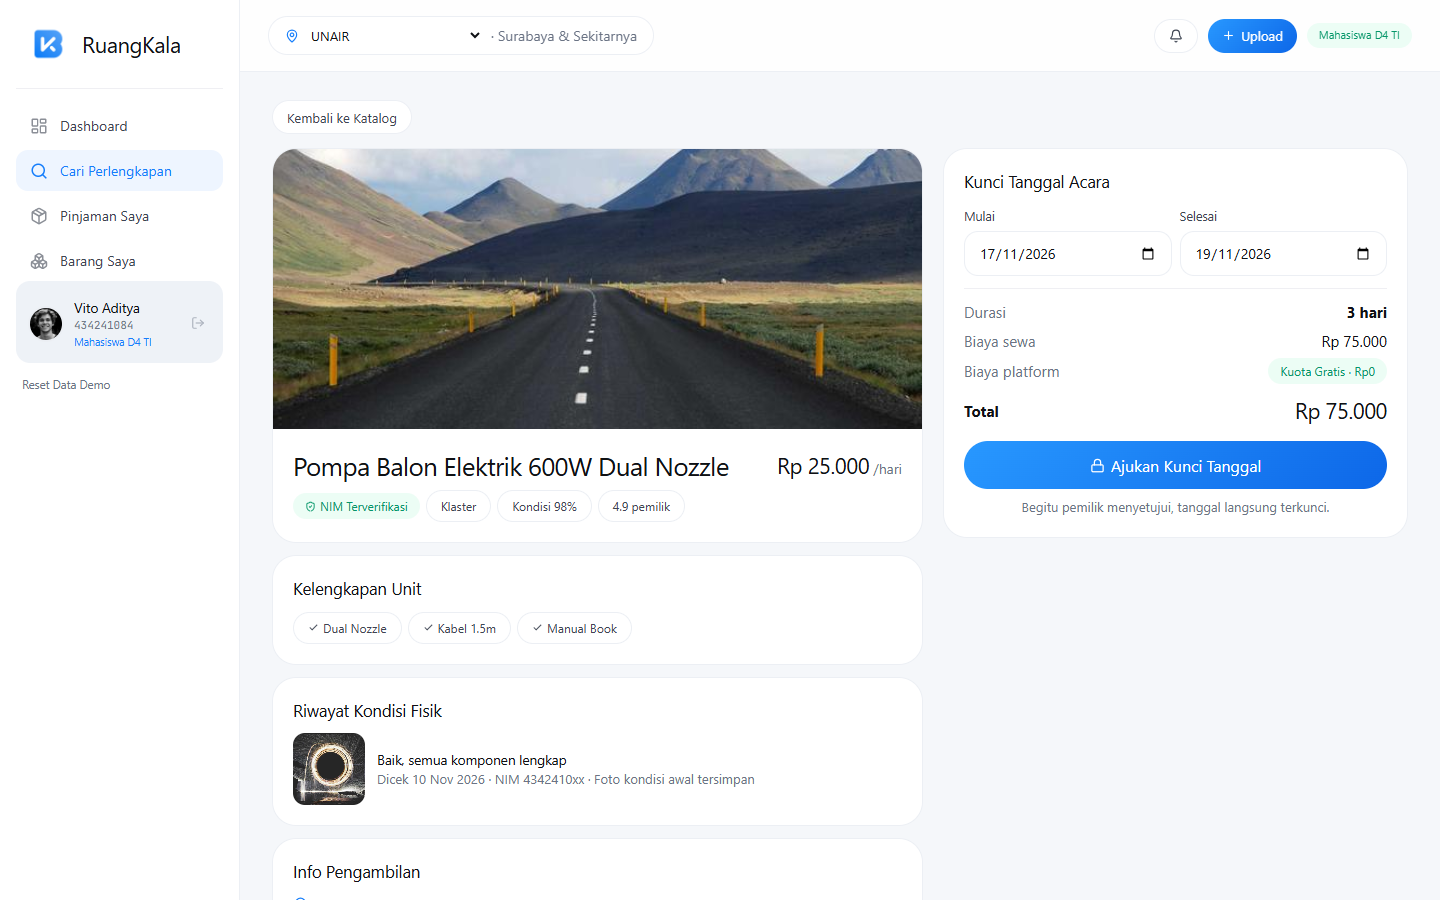 RuangKala
Dashboard
Cari Perlengkapan
Pinjaman Saya
Barang Saya
Vito Aditya
434241084
Mahasiswa D4 TI
Reset Data Demo
UNAIR
· Surabaya & Sekitarnya
Upload
Mahasiswa D4 TI
Kembali ke Katalog
Pompa Balon Elektrik 600W Dual Nozzle
Rp 25.000 /hari
NIM Terverifikasi
Klaster
Kondisi 98%
4.9 pemilik
Kelengkapan Unit
Dual Nozzle
Kabel 1.5m
Manual Book
Riwayat Kondisi Fisik
Baik, semua komponen lengkap
Dicek 10 Nov 2026 · NIM 4342410xx · Foto kondisi awal tersimpan
Info Pengambilan
Kunci Tanggal Acara
Mulai
Selesai
17/11/2026
19/11/2026
Durasi
3 hari
Biaya sewa
Rp 75.000
Biaya platform
Kuota Gratis · Rp0
Total
Rp 75.000
Ajukan Kunci Tanggal
Begitu pemilik menyetujui, tanggal langsung terkunci.